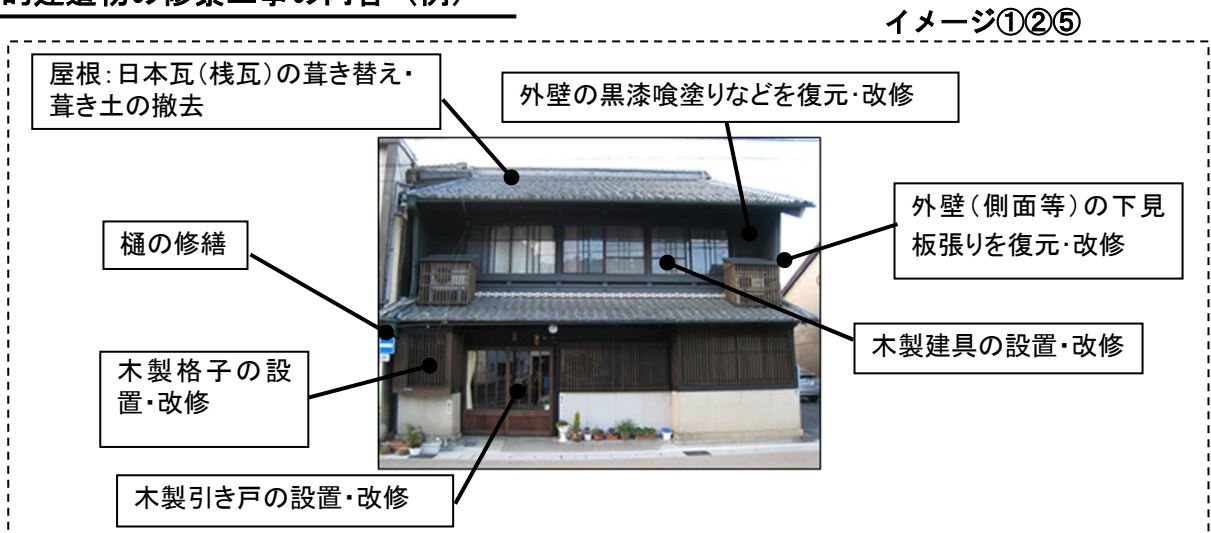 イメージ①②⑤
屋根：日本瓦（桟瓦）の葺き替え・
葺き土の撤去
外壁の黒漆喰塗りなどを復元・改修
外壁（側面等）の下見
板張りを復元・改修
樋の修繕
木製建具の設置・改修
木製格子の設
置・改修
木製引き戸の設置・改修